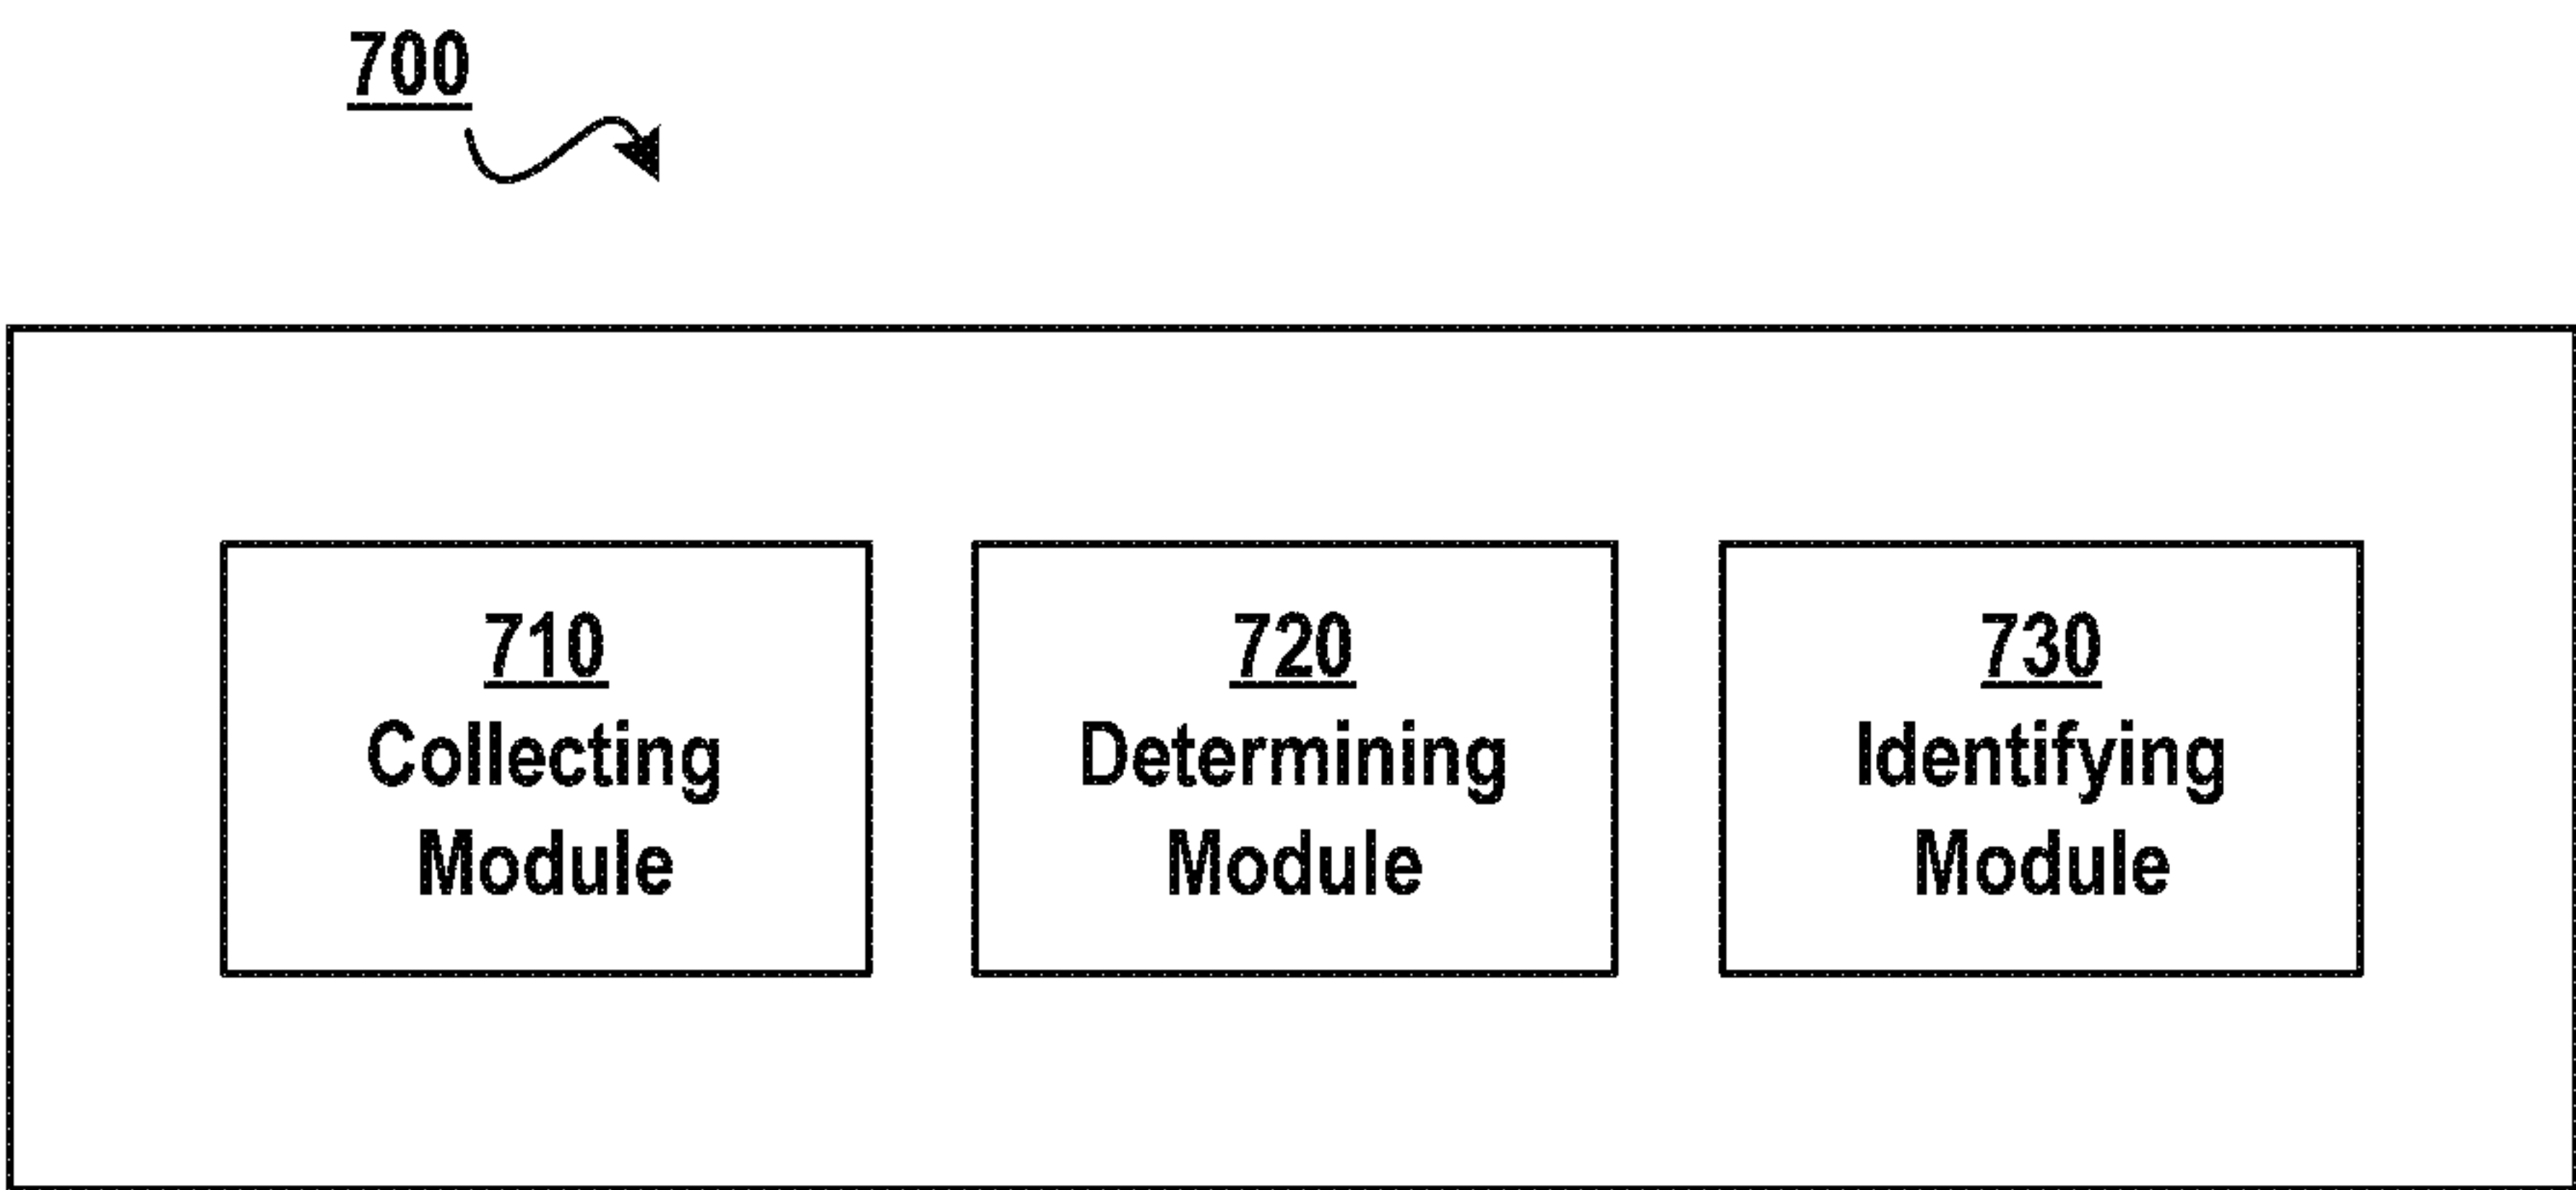 700
710
Collecting
Module
720
Determining
Module
730
Identifying
Module